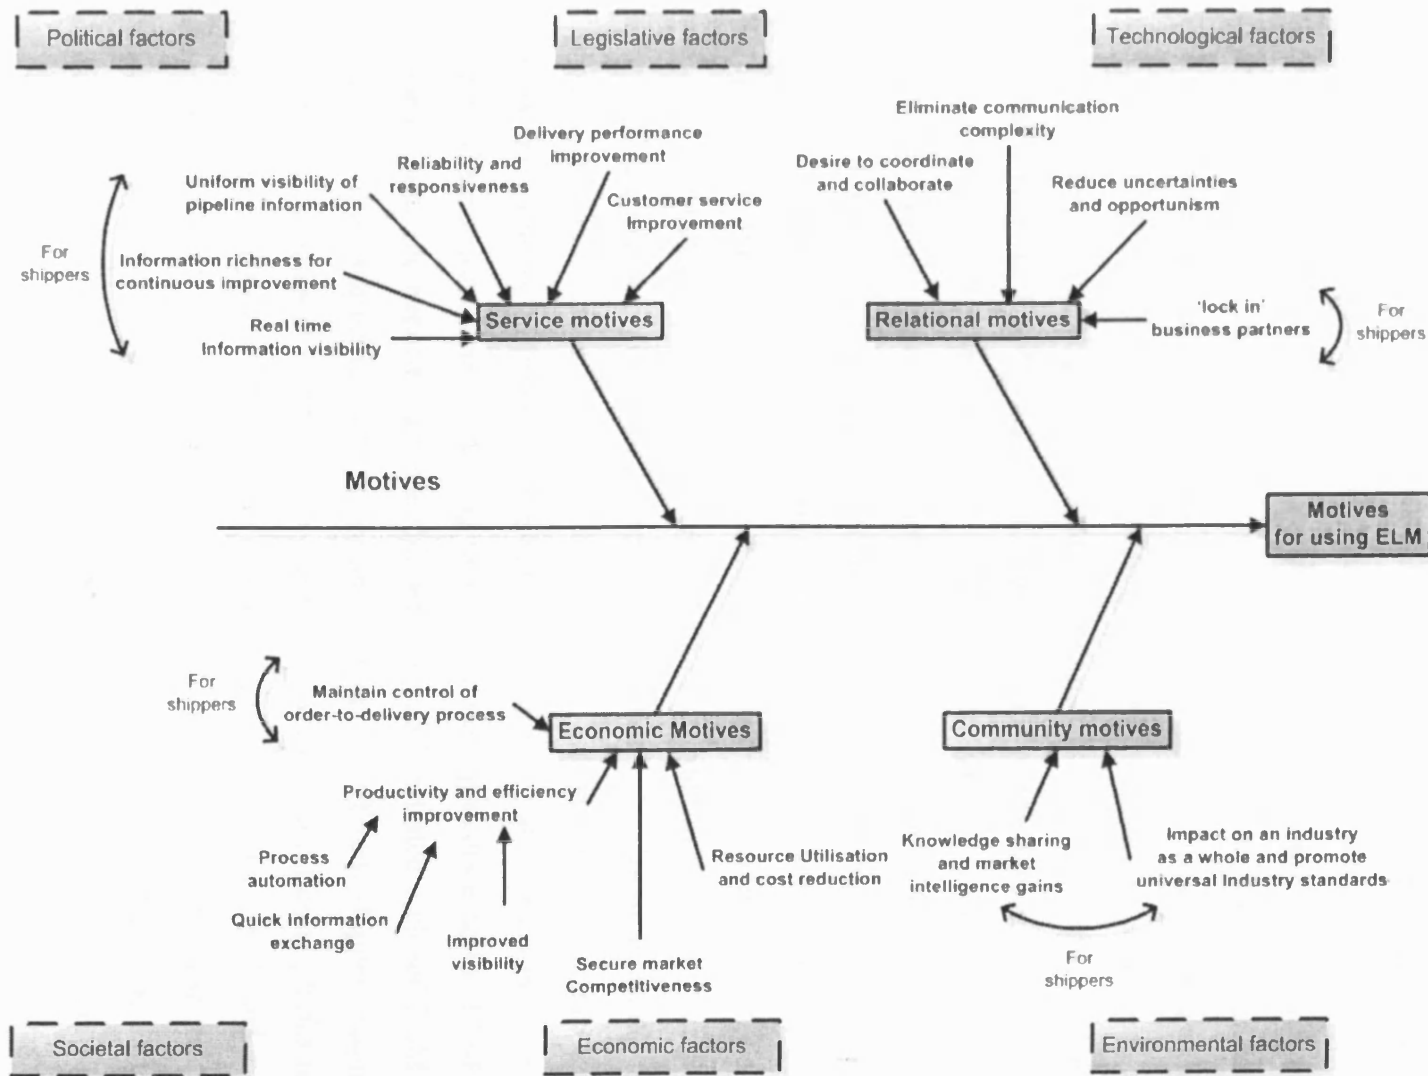 Political factors
Legislative factors
Technological factors
Eliminate communication
complexity
Delivery performance
Improvement
Reliability and
responsiveness
Desire to coordinate
and collaborate
Uniform visibility of
pipeline information
Customer service
Improvement
Reduce uncertainties
and opportunism
For
shippers
Information richness for
continuous improvement
Service motives
Relational motives
'lock in'
business partners
For
shippers
Real time
Information visibility
Motives
Motives
for using ELM
For
shippers
Maintain control of
order-to-delivery process
Economic Motives
Community motives
Productivity and efficiency
improvement
Process
automation
Resource Utilisation
and cost reduction
Knowledge sharing
and market
intelligence gains
Impact on an industry
as a whole and promote
universal Industry standards
Quick information
exchange
Improved
visibility
Secure market
Competitiveness
For
shippers
Societal factors
Economic factors
Environmental factors